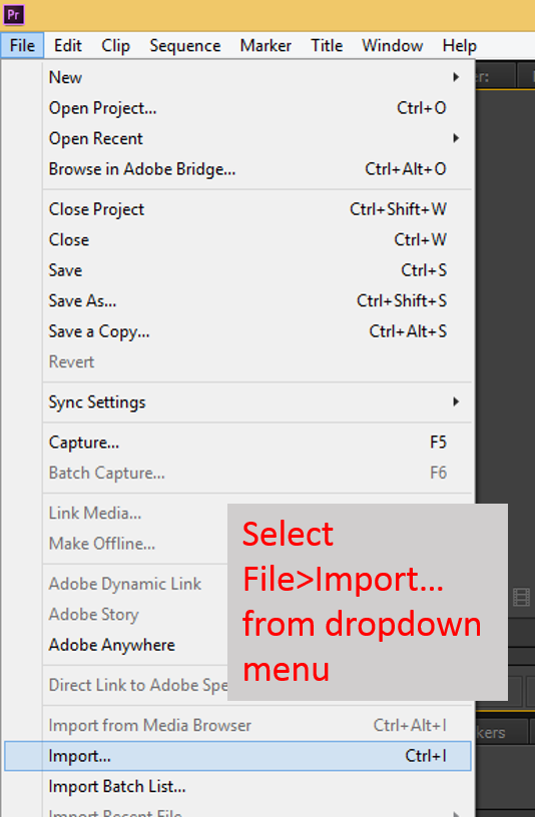 Pr
File Edit Clip Sequence Marker Title Window Help
New
er:
Open Project... Ctrl+O
Open Recent
Browse in Adobe Bridge... Ctrl+Alt+O
Close Project Ctrl+Shift+W
Close Ctrl+W
Save Ctrl+S
Save As... Ctrl+Shift+S
Save a Copy... Ctrl+Alt+S
Revert
Sync Settings
Capture... F5
Batch Capture... F6
Link Media...
Make Offline...
Adobe Dynamic Link
Adobe Story
Adobe Anywhere
Direct Link to Adobe Spe
Select
File>Import...
from dropdown
menu
Import from Media Browser Ctrl+Alt+I
kers
Import... Ctrl+I
Import Batch List...
Import Recent File